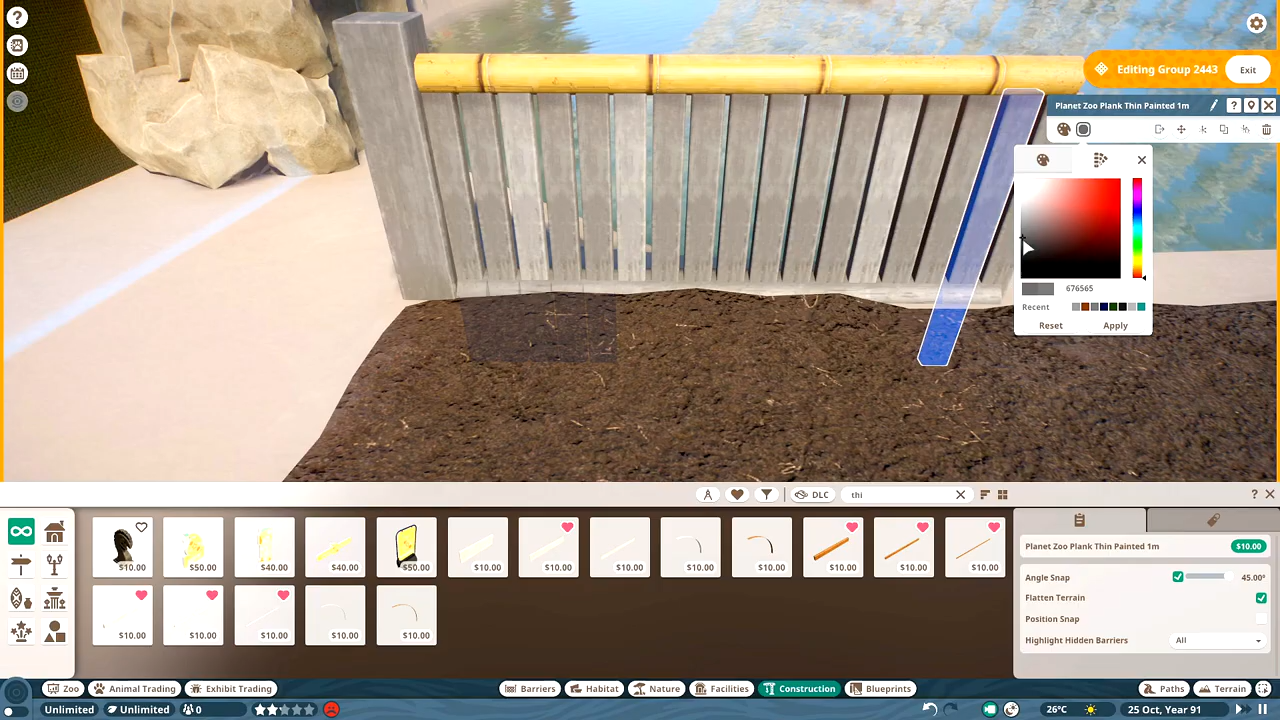 Editing Group 2443
Exit
Planet Zoo Plank Thin Painted 1m
676565
Recent
Reset
Apply
DLC
thi
$10.00
$50.00
$40.00
$40.00
$50.00
$10.00
$10.00
$10.00
$10.00
$10.00
$10.00
$10.00
$10.00
$10.00
$10.00
$10.00
$10.00
$10.00
Planet Zoo Plank Thin Painted 1m
$10.00
Angle Snap
45.00°
Flatten Terrain
Position Snap
Highlight Hidden Barriers
All
Zoo
Animal Trading
Exhibit Trading
Barriers
Habitat
Nature
Facilities
Construction
Blueprints
Paths
Terrain
Unlimited
Unlimited
0
26°C
25 Oct, Year 91